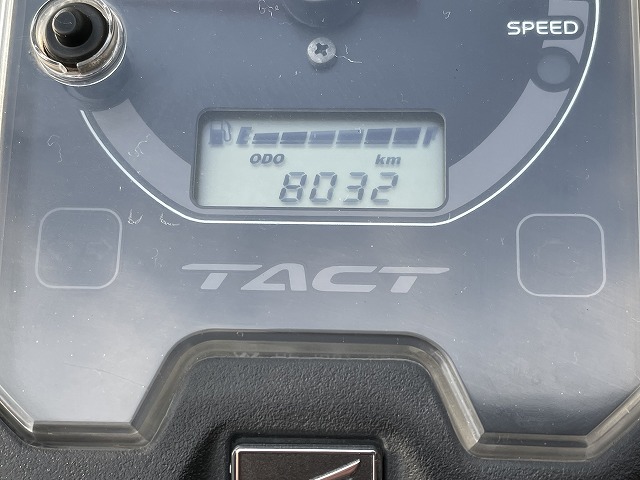 SPEED
E F
ODO km
8032
TACT